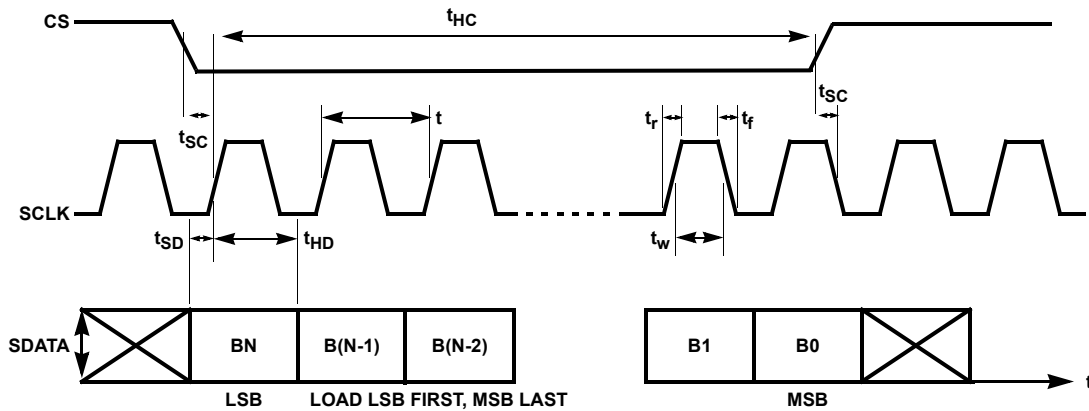 CS
tHC
tSC
tSC
t
tr
tf
SCLK
tSD
tHD
tw
SDATA
BN
B(N-1)
B(N-2)
B1
B0
t
LSB
LOAD LSB FIRST, MSB LAST
MSB